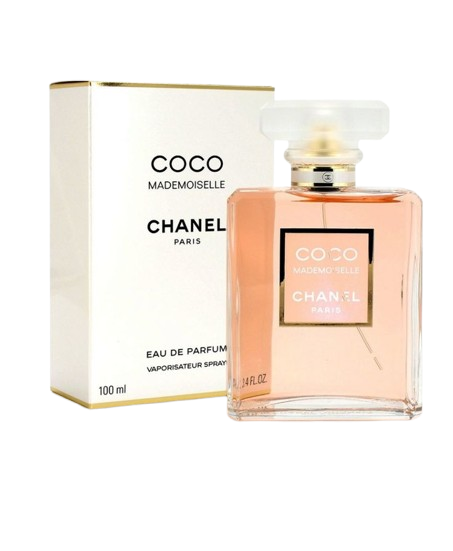 COCO
MADEMOISELLE
CHANEL
PARIS
EAU DE PARFUM
VAPORISATEUR SPRAY
100 ml
COCO
MADEMOISELLE
CHANEL
PARIS
3.4 FL.OZ.